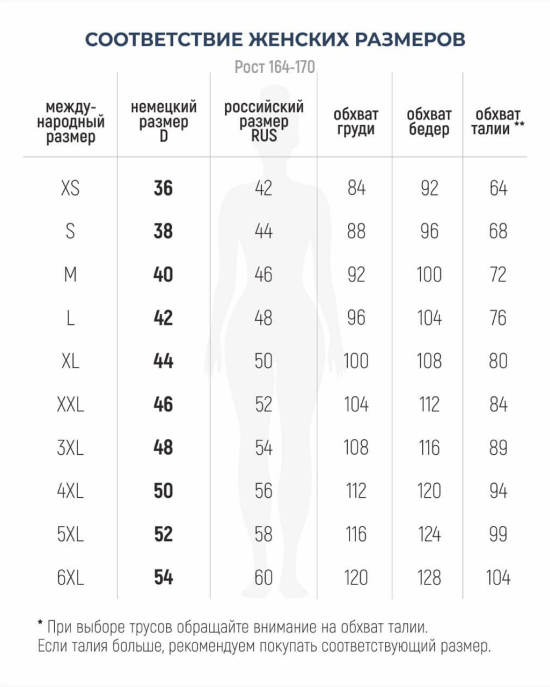 СООТВЕТСТВИЕ ЖЕНСКИХ РАЗМЕРОВ
Рост 164-170
между-
народный
размер
немецкий
размер
D
российский
размер
RUS
обхват
груди
обхват
бедер
обхват
талии **
XS 36 42 84 92 64
S 38 44 88 96 68
M 40 46 92 100 72
L 42 48 96 104 76
XL 44 50 100 108 80
XXL 46 52 104 112 84
3XL 48 54 108 116 89
4XL 50 56 112 120 94
5XL 52 58 116 124 99
6XL 54 60 120 128 104
* При выборе трусов обращайте внимание на обхват талии.
Если талия больше, рекомендуем покупать соответствующий размер.